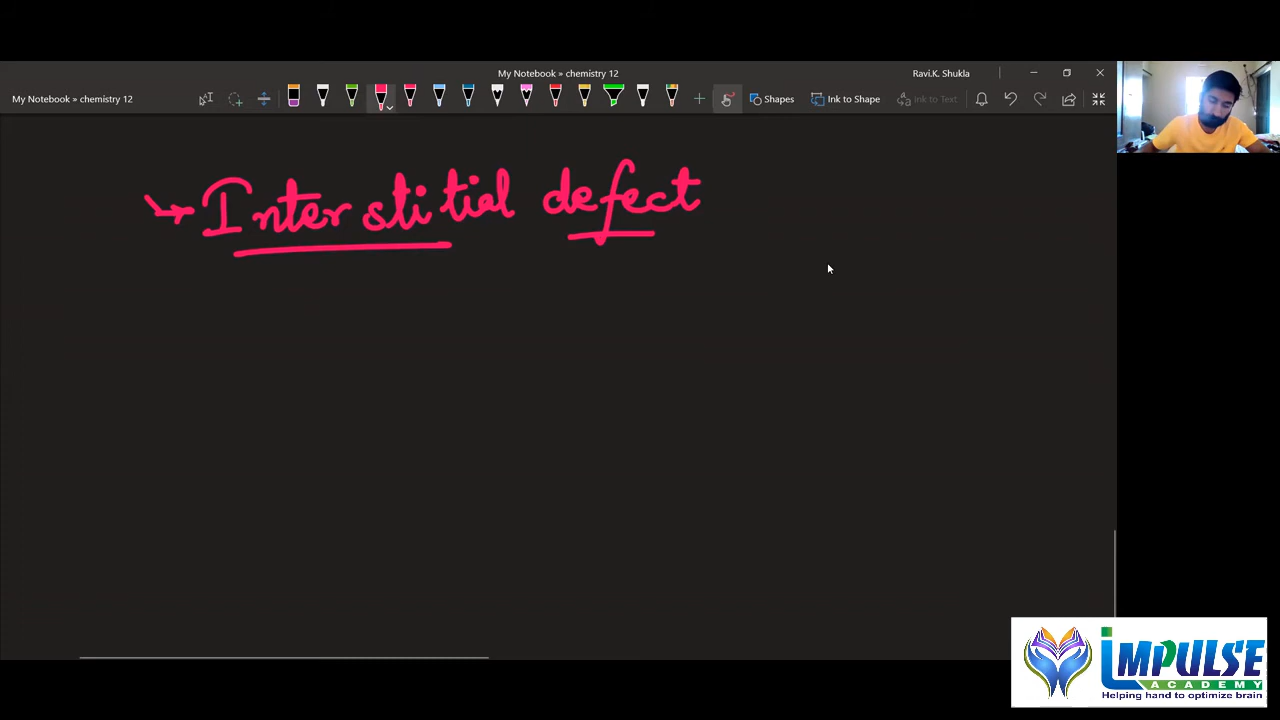 My Notebook » chemistry 12
Ravi.K. Shukla
My Notebook » chemistry 12
Shapes
Ink to Shape
Ink to Text
Interstitial defect
IMPULSE
ACADEMY
Helping hand to optimize brain